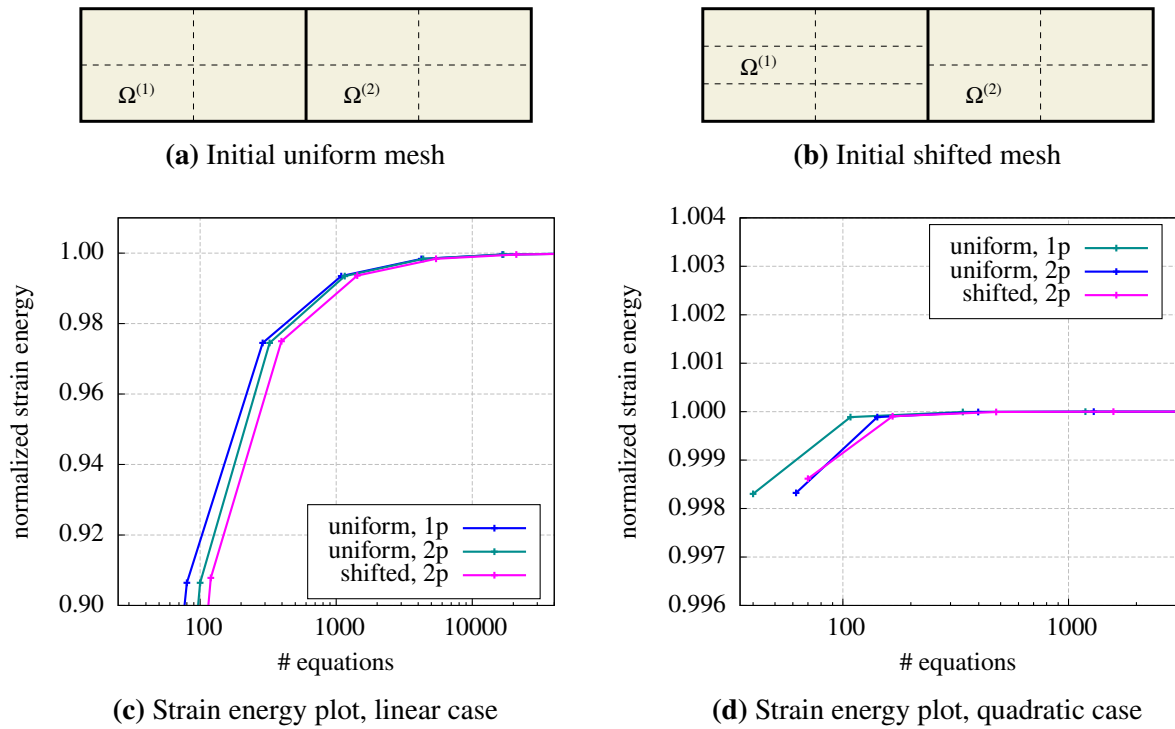 Ω(1)
Ω(2)
(a) Initial uniform mesh
Ω(1)
Ω(2)
(b) Initial shifted mesh
normalized strain energy
1.00
0.98
0.96
0.94
0.92
0.90
uniform, 1p
uniform, 2p
shifted, 2p
100 1000 10000
# equations
(c) Strain energy plot, linear case
normalized strain energy
1.004
1.003
1.002
1.001
1.000
0.999
0.998
0.997
0.996
uniform, 1p
uniform, 2p
shifted, 2p
100 1000
# equations
(d) Strain energy plot, quadratic case